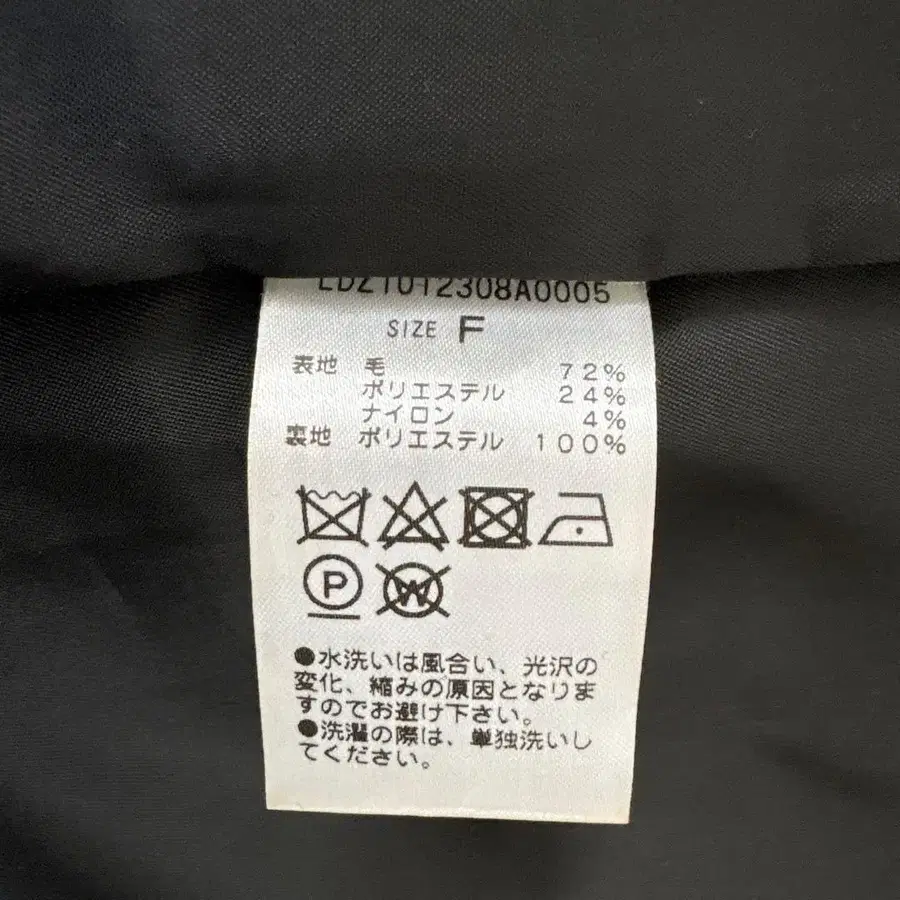 LDZ1012308A0005
SIZE F
表地 毛 72%
ポリエステル 24%
ナイロン 4%
裏地 ポリエステル 100%
P
W
●水洗いは風合い、光沢の
変化、縮みの原因となりま
すのでお避け下さい。
●洗濯の際は、単独洗いし
てください。